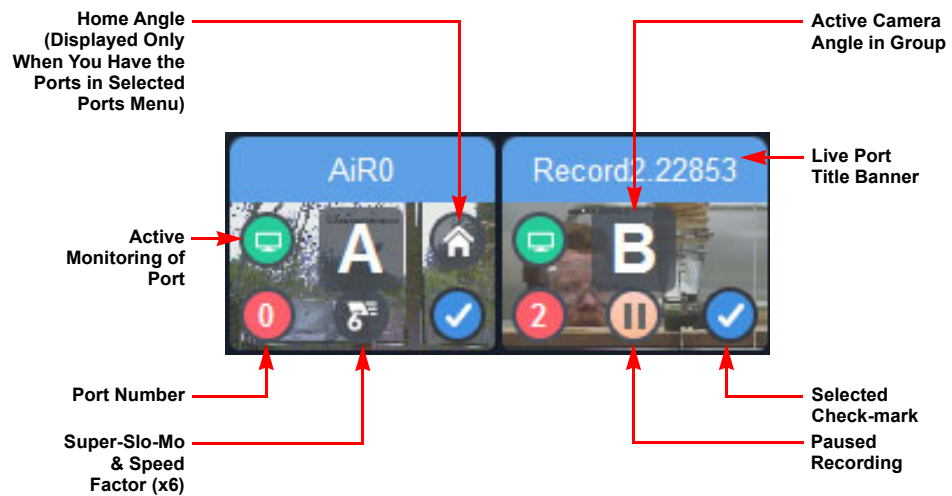 Home Angle
(Displayed Only
When You Have the
Ports in Selected
Ports Menu)
Active Camera
Angle in Group
AiR0
Record2.22853
Live Port
Title Banner
Active
Monitoring of
Port
A
B
0
6
2
Port Number
Selected
Check-mark
Super-Slo-Mo
& Speed
Factor (x6)
Paused
Recording